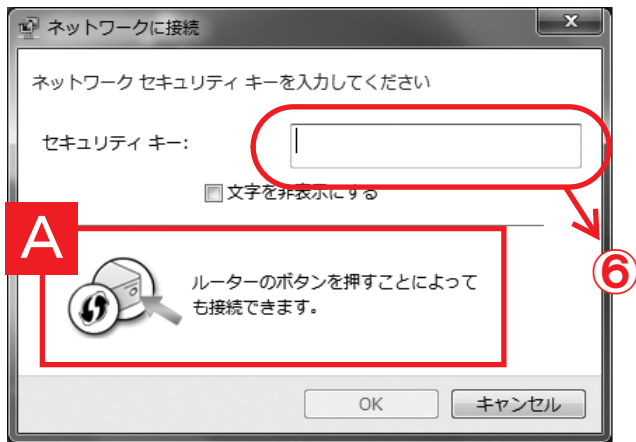 ネットワークに接続
X
ネットワーク セキュリティ キーを入力してください
セキュリティ キー:
文字を非表示にする
A
⑥
ルーターのボタンを押すことによって
も接続できます。
OK
キャンセル